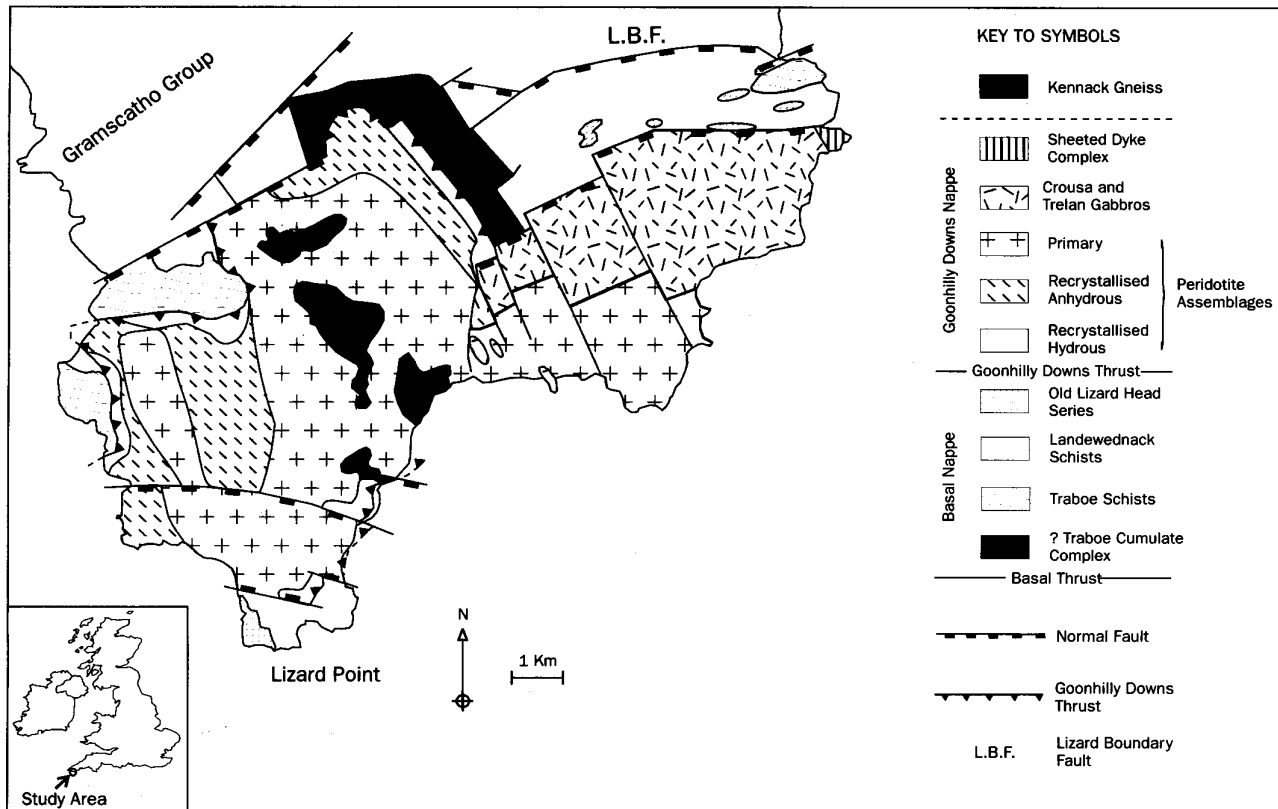 Gramscatho Group
L.B.F.
Lizard Point
N
1 Km
Study Area
KEY TO SYMBOLS
Kennack Gneiss
Goonhilly Downs Nappe
Sheeted Dyke
Complex
Crousa and
Trelan Gabbros
Primary
Recrystallised
Anhydrous
Recrystallised
Hydrous
Peridotite
Assemblages
Goonhilly Downs Thrust
Basal Nappe
Old Lizard Head
Series
Landewednack
Schists
Traboe Schists
? Traboe Cumulate
Complex
Basal Thrust
Normal Fault
Goonhilly Downs
Thrust
L.B.F.
Lizard Boundary
Fault